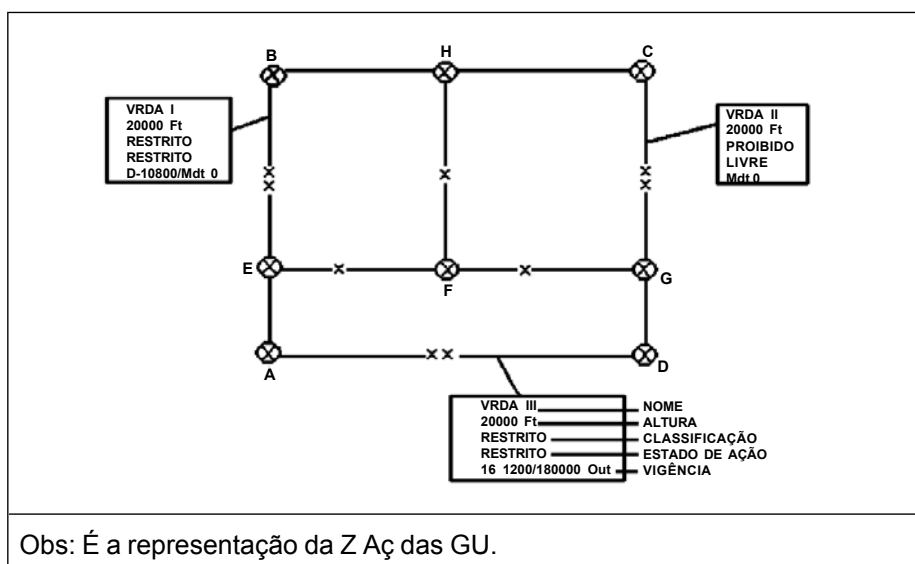 B H C
VRDA I
20000 Ft
RESTRITO
RESTRITO
D-10800/Mdt 0
VRDA II
20000 Ft
PROIBIDO
LIVRE
Mdt 0
E F G
A D
VRDA III NOME
20000 Ft ALTURA
RESTRITO CLASSIFICAÇÃO
RESTRITO ESTADO DE AÇÃO
16 1200/180000 Out VIGÊNCIA
Obs: É a representação da Z Aç das GU.